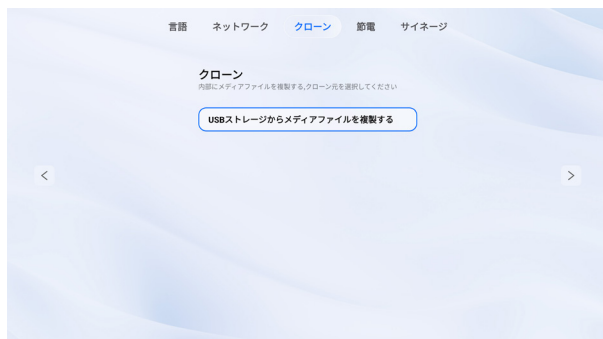 言語 ネットワーク クローン 節電 サイネージ
クローン
内部にメディアファイルを複製する,クローン元を選択してください
USBストレージからメディアファイルを複製する